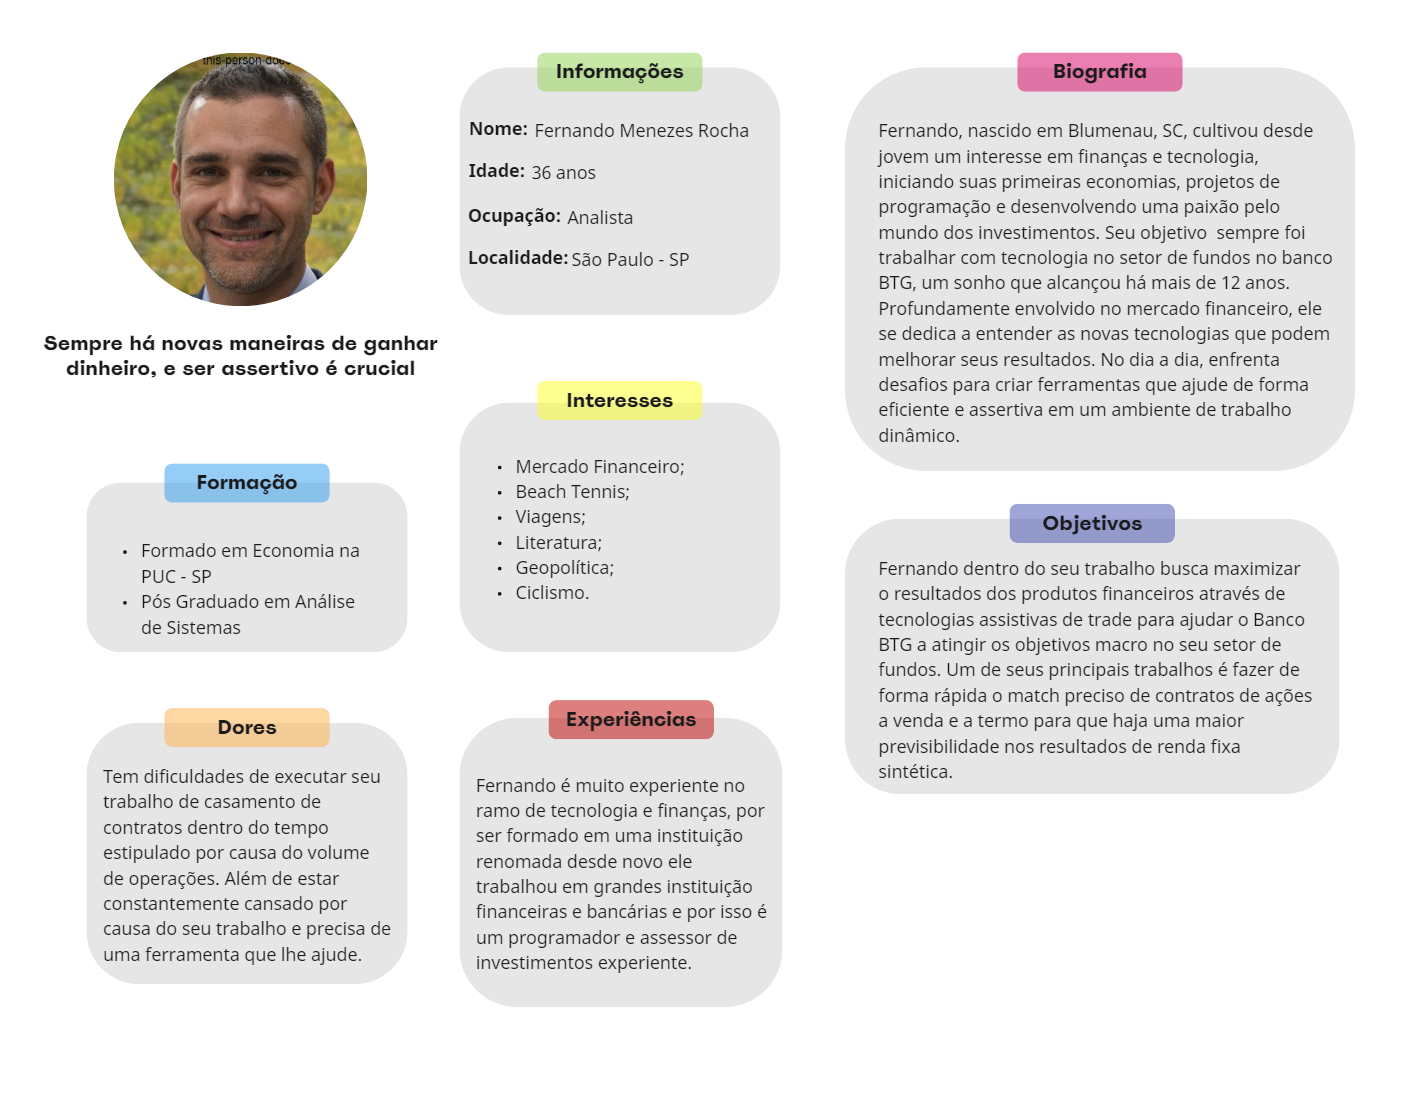 this-person-does
Sempre há novas maneiras de ganhar
dinheiro, e ser assertivo é crucial
Formação
• Formado em Economia na
PUC - SP
• Pós Graduado em Análise
de Sistemas
Dores
Tem dificuldades de executar seu
trabalho de casamento de
contratos dentro do tempo
estipulado por causa do volume
de operações. Além de estar
constantemente cansado por
causa do seu trabalho e precisa de
uma ferramenta que lhe ajude.
Informações
Nome: Fernando Menezes Rocha
Idade: 36 anos
Ocupação: Analista
Localidade: São Paulo - SP
Interesses
• Mercado Financeiro;
• Beach Tennis;
• Viagens;
• Literatura;
• Geopolítica;
• Ciclismo.
Experiências
Fernando é muito experiente no
ramo de tecnologia e finanças, por
ser formado em uma instituição
renomada desde novo ele
trabalhou em grandes instituição
financeiras e bancárias e por isso é
um programador e assessor de
investimentos experiente.
Biografia
Fernando, nascido em Blumenau, SC, cultivou desde
jovem um interesse em finanças e tecnologia,
iniciando suas primeiras economias, projetos de
programação e desenvolvendo uma paixão pelo
mundo dos investimentos. Seu objetivo  sempre foi
trabalhar com tecnologia no setor de fundos no banco
BTG, um sonho que alcançou há mais de 12 anos.
Profundamente envolvido no mercado financeiro, ele
se dedica a entender as novas tecnologias que podem
melhorar seus resultados. No dia a dia, enfrenta
desafios para criar ferramentas que ajude de forma
eficiente e assertiva em um ambiente de trabalho
dinâmico.
Objetivos
Fernando dentro do seu trabalho busca maximizar
o resultados dos produtos financeiros através de
tecnologias assistivas de trade para ajudar o Banco
BTG a atingir os objetivos macro no seu setor de
fundos. Um de seus principais trabalhos é fazer de
forma rápida o match preciso de contratos de ações
a venda e a termo para que haja uma maior
previsibilidade nos resultados de renda fixa
sintética.